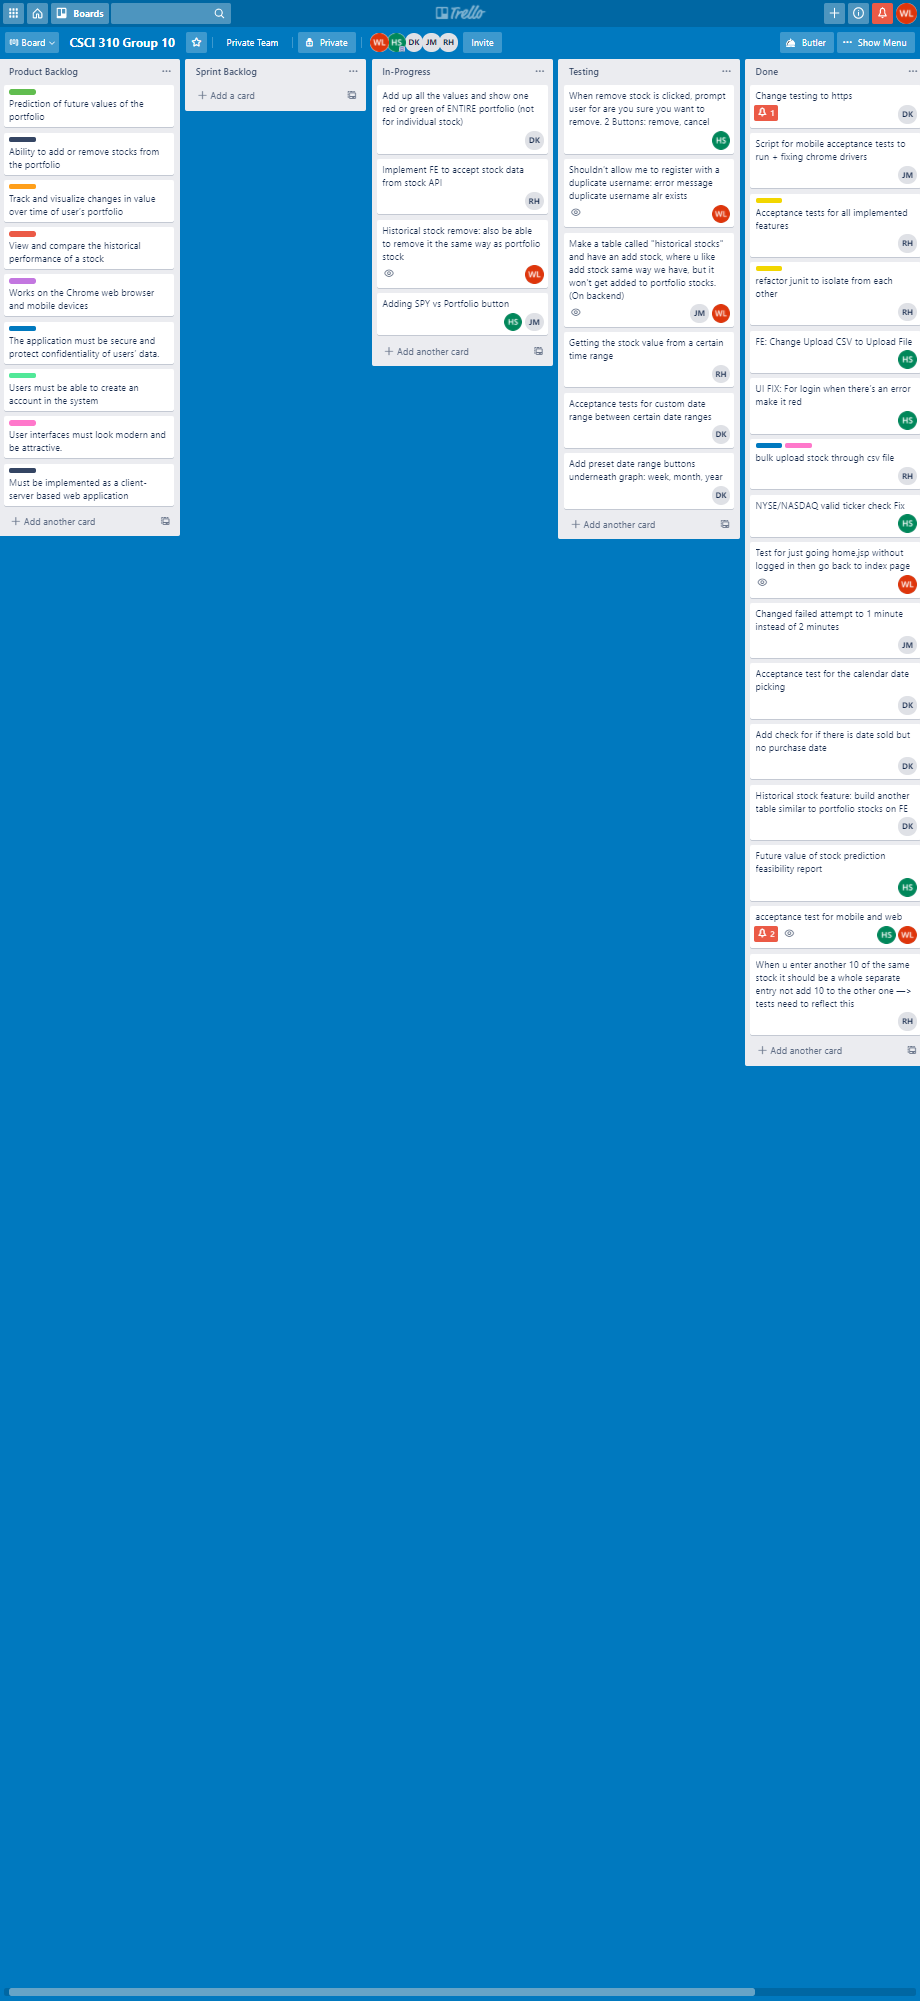 Boards
Trello
WL
Board
CSCI 310 Group 10
Private Team
Private
WL HS DK JM RH
Invite
Butler
Show Menu
Product Backlog
Prediction of future values of the
portfolio
Ability to add or remove stocks from
the portfolio
Track and visualize changes in value
over time of user's portfolio
View and compare the historical
performance of a stock
Works on the Chrome web browser
and mobile devices
The application must be secure and
protect confidentiality of users' data.
Users must be able to create an
account in the system
User interfaces must look modern and
be attractive.
Must be implemented as a client-
server based web application
+ Add another card
Sprint Backlog
+ Add a card
In-Progress
Add up all the values and show one
red or green of ENTIRE portfolio (not
for individual stock)
DK
Implement FE to accept stock data
from stock API
RH
Historical stock remove: also be able
to remove it the same way as portfolio
stock
WL
Adding SPY vs Portfolio button
HS JM
+ Add another card
Testing
When remove stock is clicked, prompt
user for are you sure you want to
remove. 2 Buttons: remove, cancel
HS
Shouldn't allow me to register with a
duplicate username: error message
duplicate username alr exists
WL
Make a table called "historical stocks"
and have an add stock, where u like
add stock same way we have, but it
won't get added to portfolio stocks.
(On backend)
JM WL
Getting the stock value from a certain
time range
RH
Acceptance tests for custom date
range between certain date ranges
DK
Add preset date range buttons
underneath graph: week, month, year
DK
+ Add another card
Done
Change testing to https
1
DK
Script for mobile acceptance tests to
run + fixing chrome drivers
JM
Acceptance tests for all implemented
features
RH
refactor junit to isolate from each
other
RH
FE: Change Upload CSV to Upload File
HS
UI FIX: For login when there's an error
make it red
HS
bulk upload stock through csv file
RH
NYSE/NASDAQ valid ticker check Fix
HS
Test for just going home.jsp without
logged in then go back to index page
WL
Changed failed attempt to 1 minute
instead of 2 minutes
JM
Acceptance test for the calendar date
picking
DK
Add check for if there is date sold but
no purchase date
DK
Historical stock feature: build another
table similar to portfolio stocks on FE
DK
Future value of stock prediction
feasibility report
HS
acceptance test for mobile and web
2
HS WL
When u enter another 10 of the same
stock it should be a whole separate
entry not add 10 to the other one —>
tests need to reflect this
RH
+ Add another card